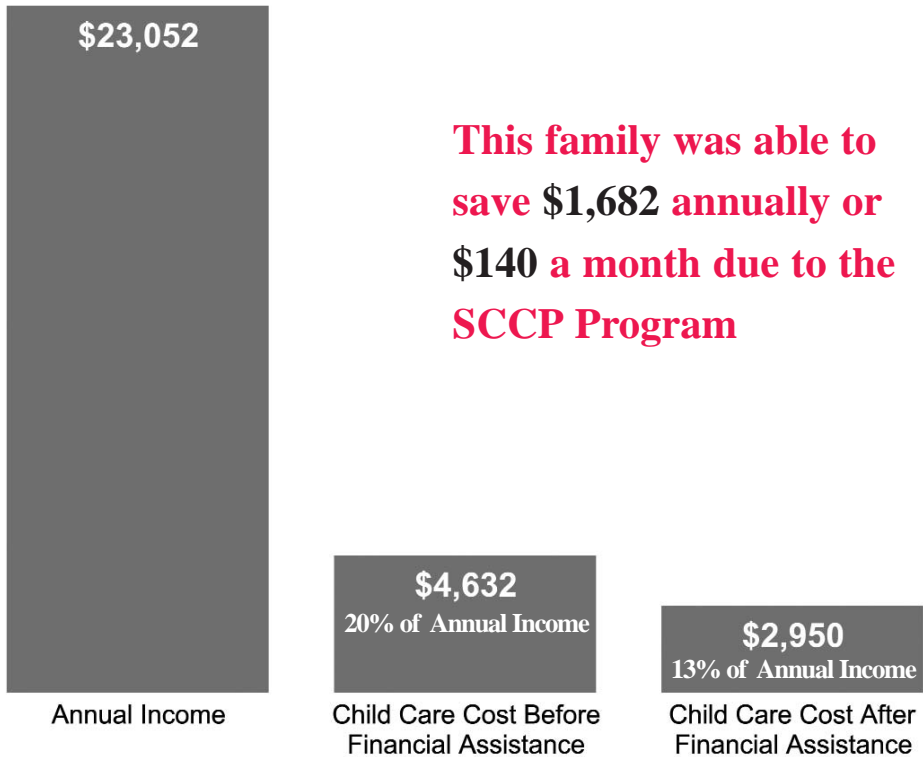 $23,052
This family was able to
save $1,682 annually or
$140 a month due to the
SCCP Program
$4,632
20% of Annual Income
$2,950
13% of Annual Income
Annual Income
Child Care Cost Before
Financial Assistance
Child Care Cost After
Financial Assistance